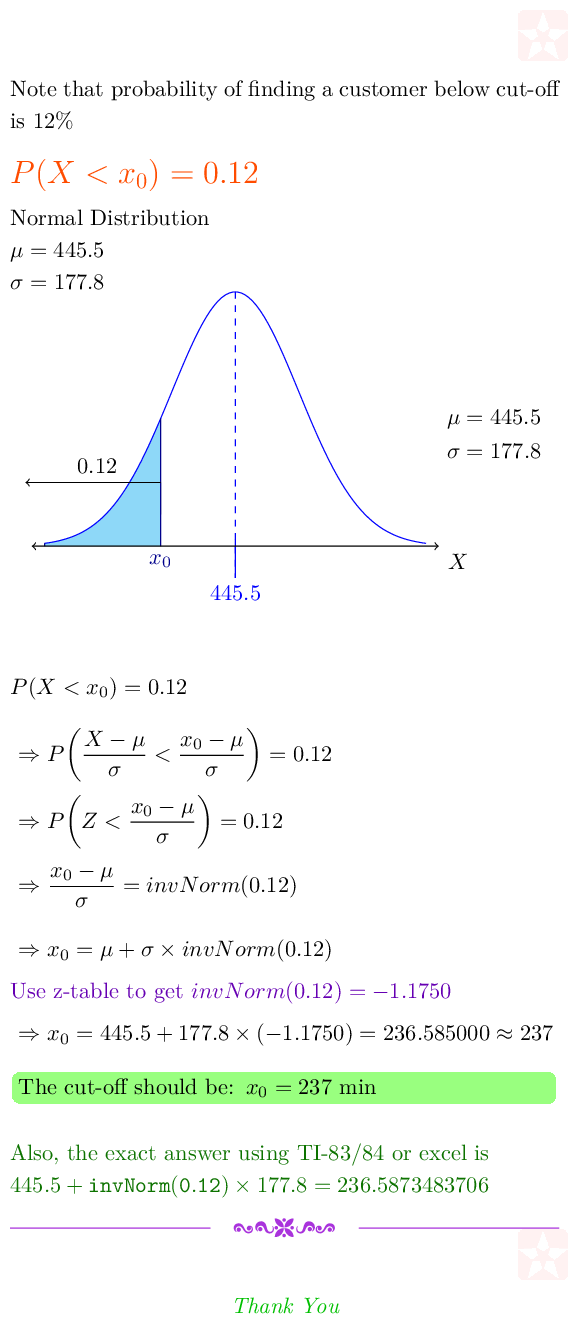 Note that probability of finding a customer below cut-off
is 12%
P(X < x₀) = 0.12
Normal Distribution
μ = 445.5
σ = 177.8
μ = 445.5
σ = 177.8
0.12
x₀
X
445.5
P(X < x₀) = 0.12
⇒ P((X − μ)/σ < (x₀ − μ)/σ) = 0.12
⇒ P(Z < (x₀ − μ)/σ) = 0.12
⇒ (x₀ − μ)/σ = invNorm(0.12)
⇒ x₀ = μ + σ × invNorm(0.12)
Use z-table to get invNorm(0.12) = −1.1750
⇒ x₀ = 445.5 + 177.8 × (−1.1750) = 236.585000 ≈ 237
The cut-off should be: x₀ = 237 min
Also, the exact answer using TI-83/84 or excel is
445.5 + invNorm(0.12) × 177.8 = 236.5873483706
Thank You